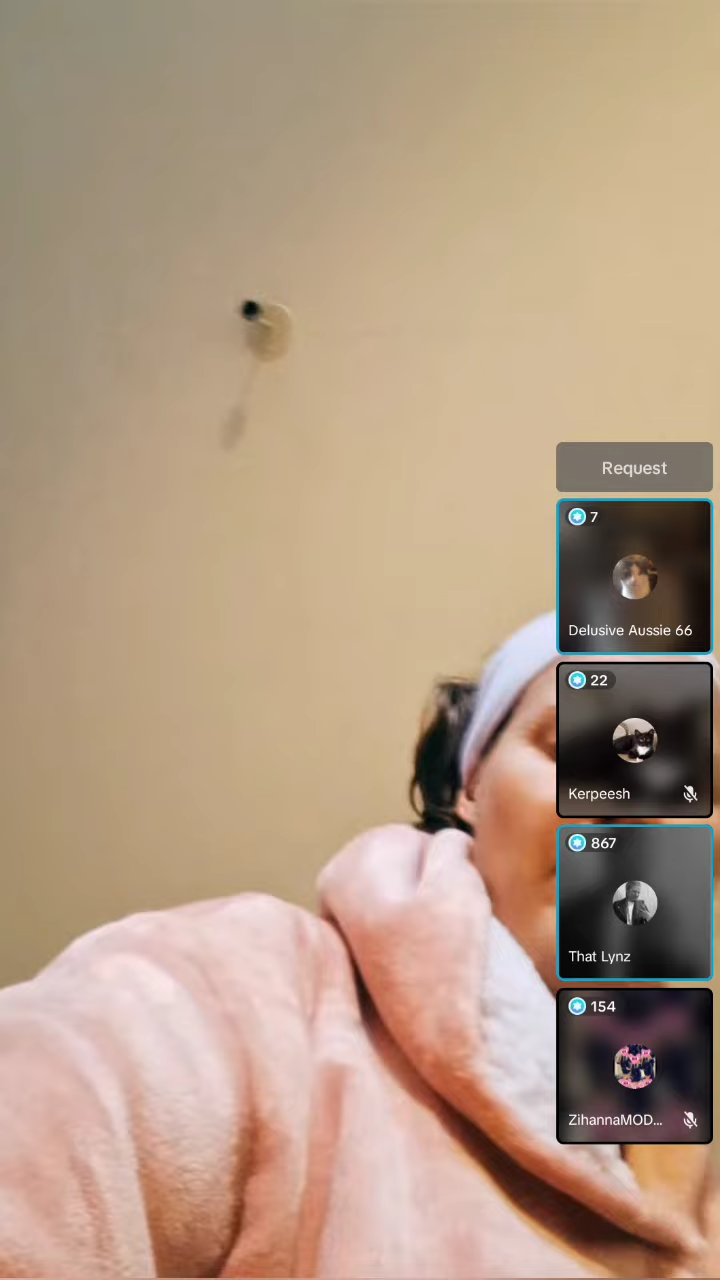 Request
7
Delusive Aussie 66
22
Kerpeesh
867
That Lynz
154
ZihannaMOD...